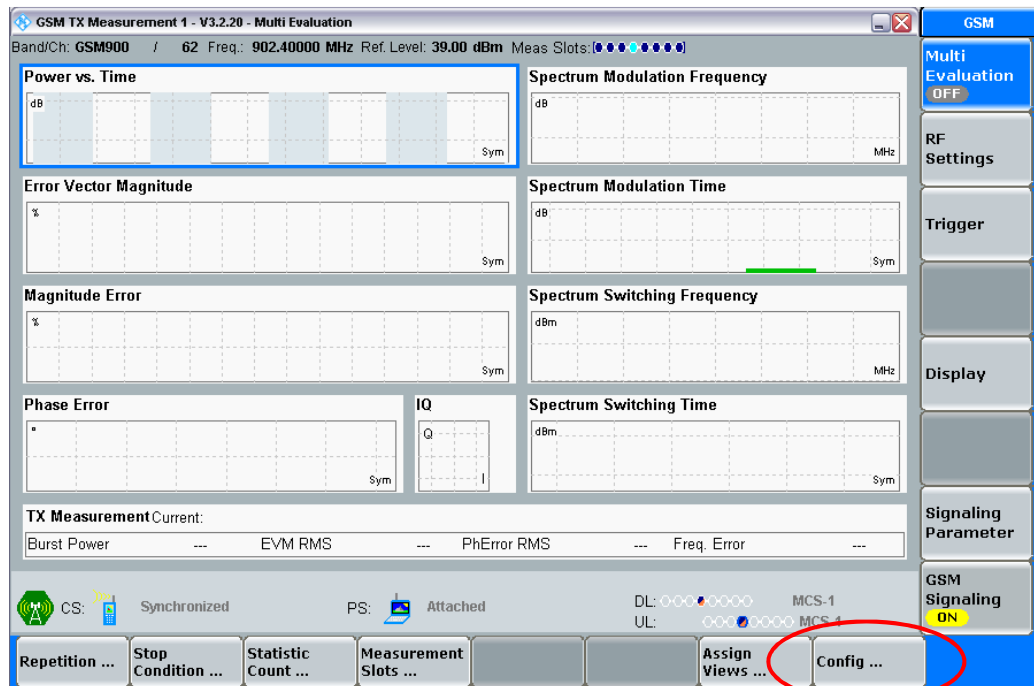 GSM TX Measurement 1 - V3.2.20 - Multi Evaluation
GSM
Band/Ch: GSM900 / 62 Freq.: 902.40000 MHz Ref. Level: 39.00 dBm Meas Slots:
Multi
Evaluation
OFF
RF
Settings
Trigger
Display
Signaling
Parameter
GSM
Signaling
ON
Power vs. Time
dB
Sym
Spectrum Modulation Frequency
dB
MHz
Error Vector Magnitude
%
Sym
Spectrum Modulation Time
dB
Sym
Magnitude Error
%
Sym
Spectrum Switching Frequency
dBm
MHz
Phase Error
°
Sym
IQ
Q
I
Spectrum Switching Time
dBm
Sym
TX Measurement Current:
Burst Power --- EVM RMS --- PhError RMS --- Freq. Error ---
CS: Synchronized PS: Attached
DL: MCS-1
UL: MCS-1
Repetition ...
Stop
Condition ...
Statistic
Count ...
Measurement
Slots ...
Assign
Views ...
Config ...